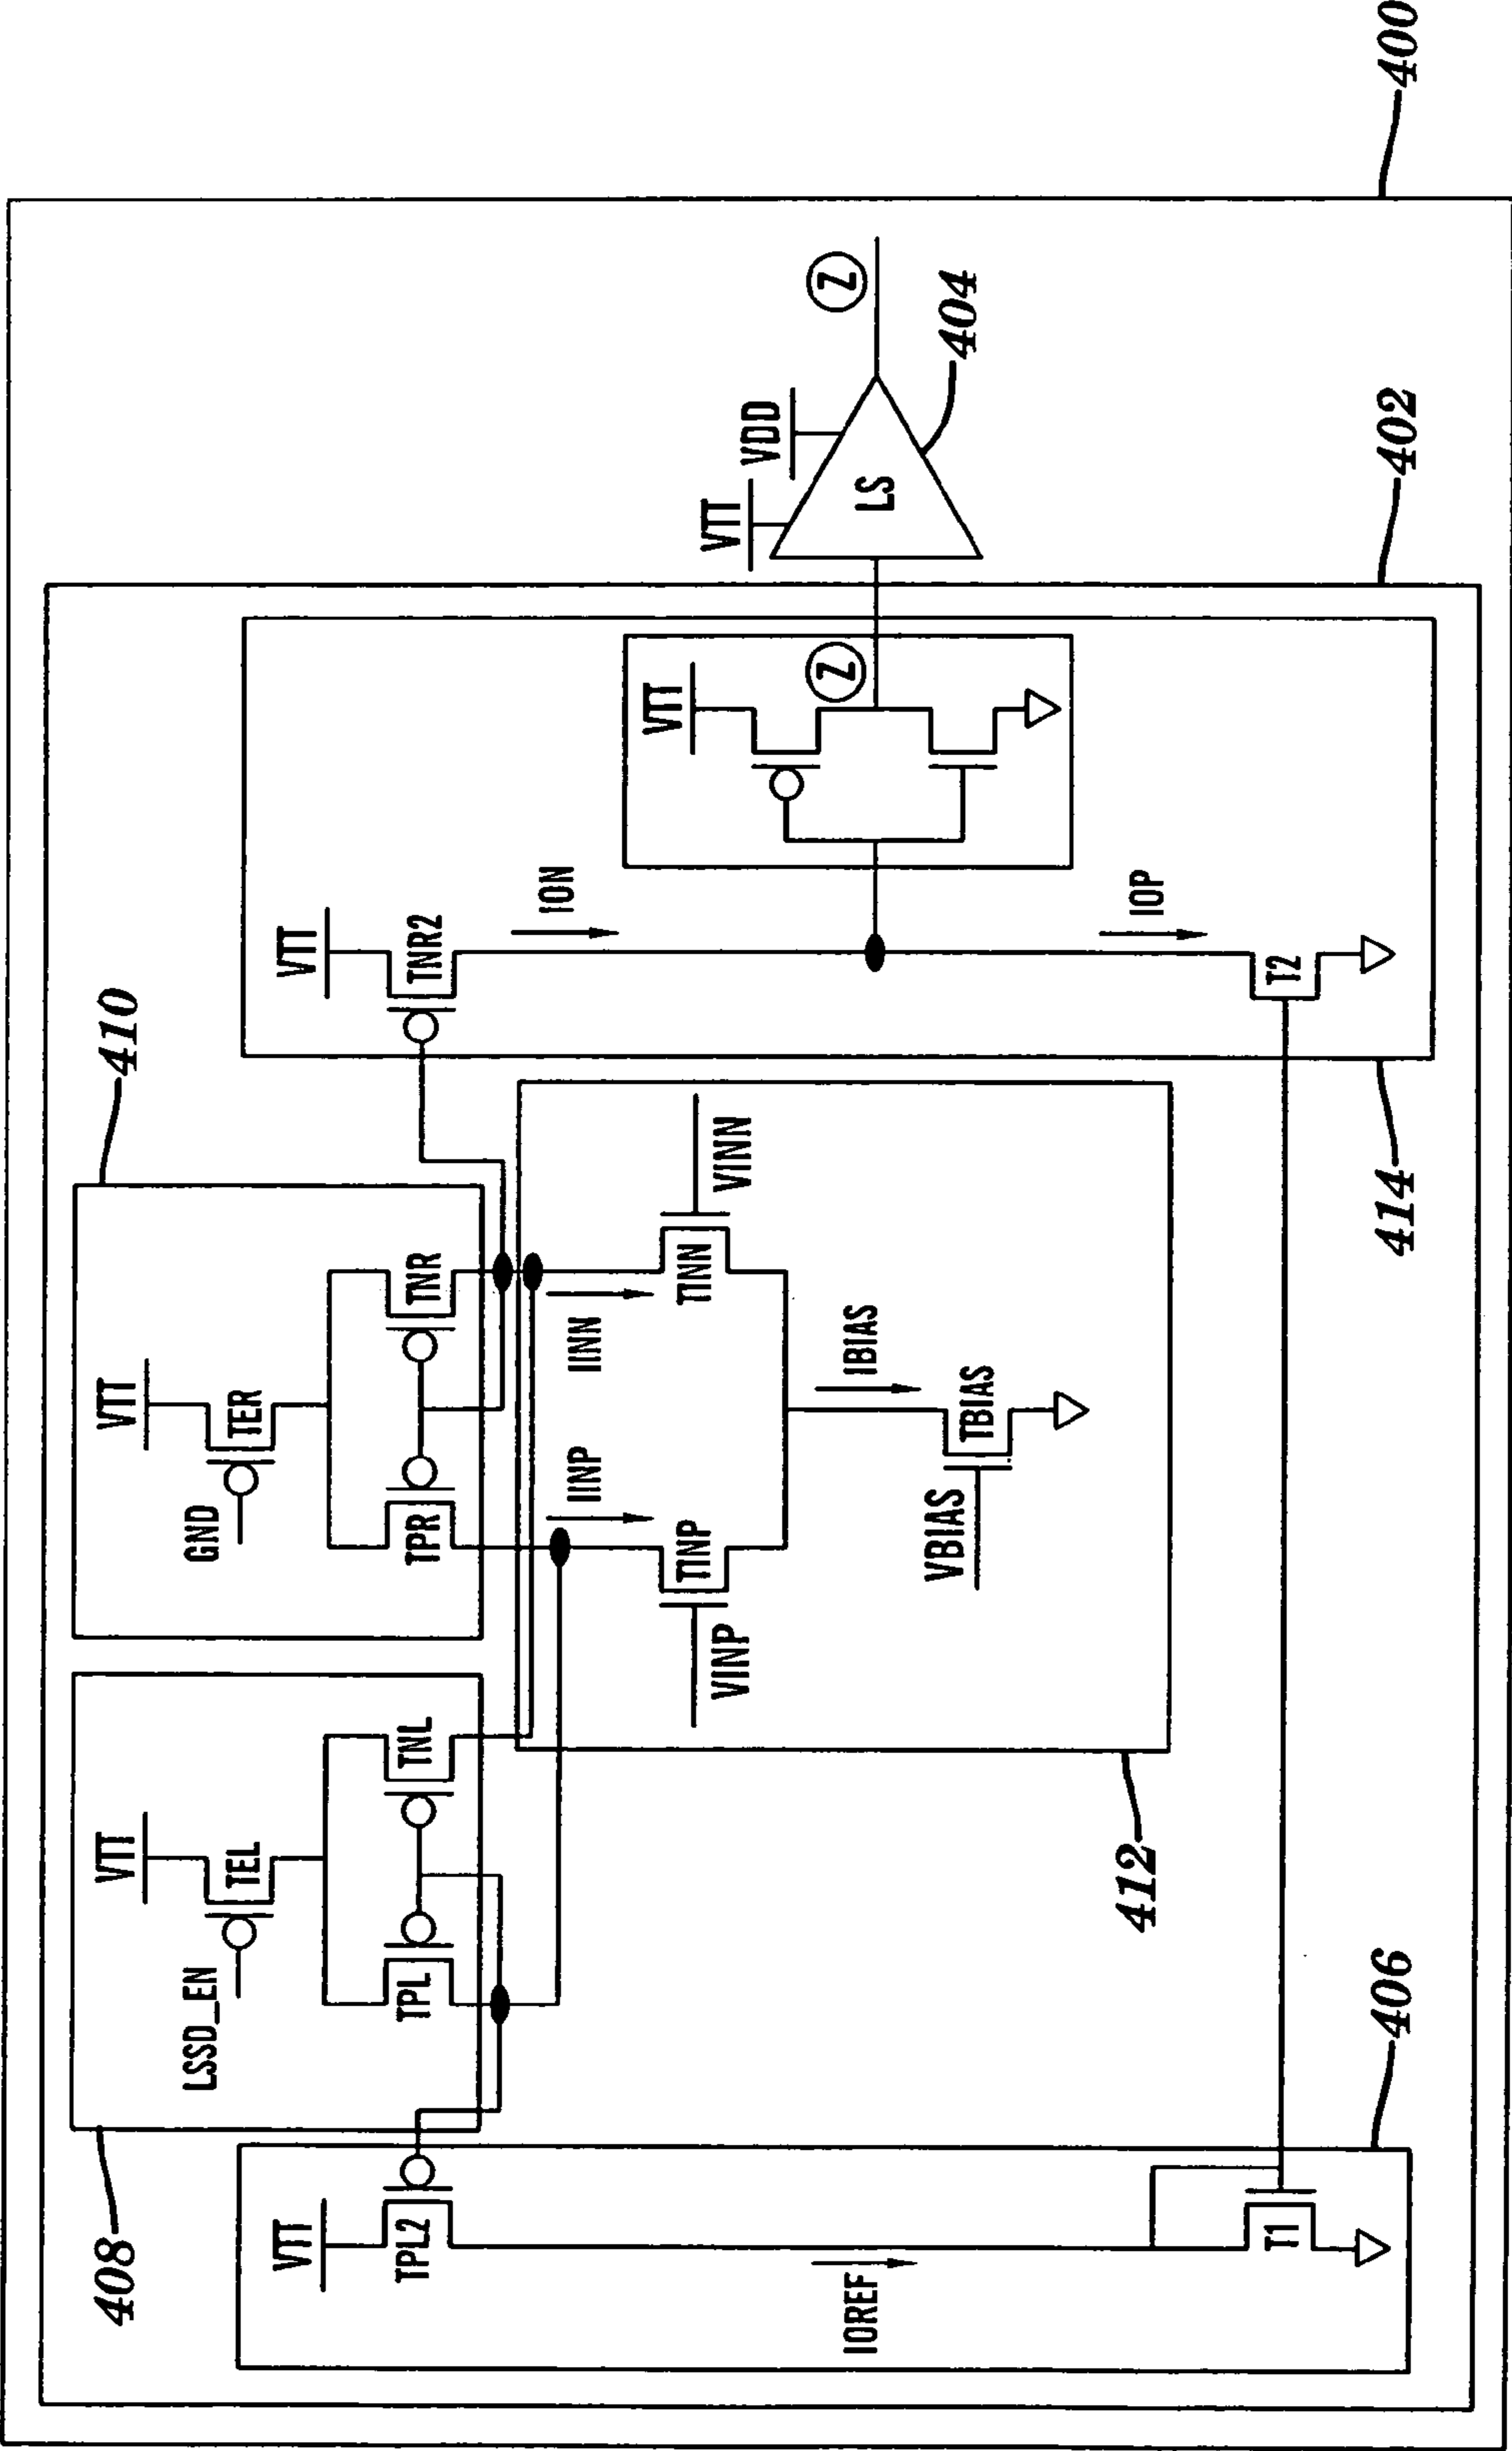 400
402
404
VTT
VDD
LS
Z
VTT
Z
VTT
TNR2
ION
IOP
T2
414
410
VTT
TER
GND
TPR
TNR
IINP
IINN
TINP
TINN
VINP
VINN
IBIAS
TBIAS
VBIAS
412
VTT
TEL
LSSD_EN
TPL
TNL
408
VTT
TPL2
IOREF
T1
406